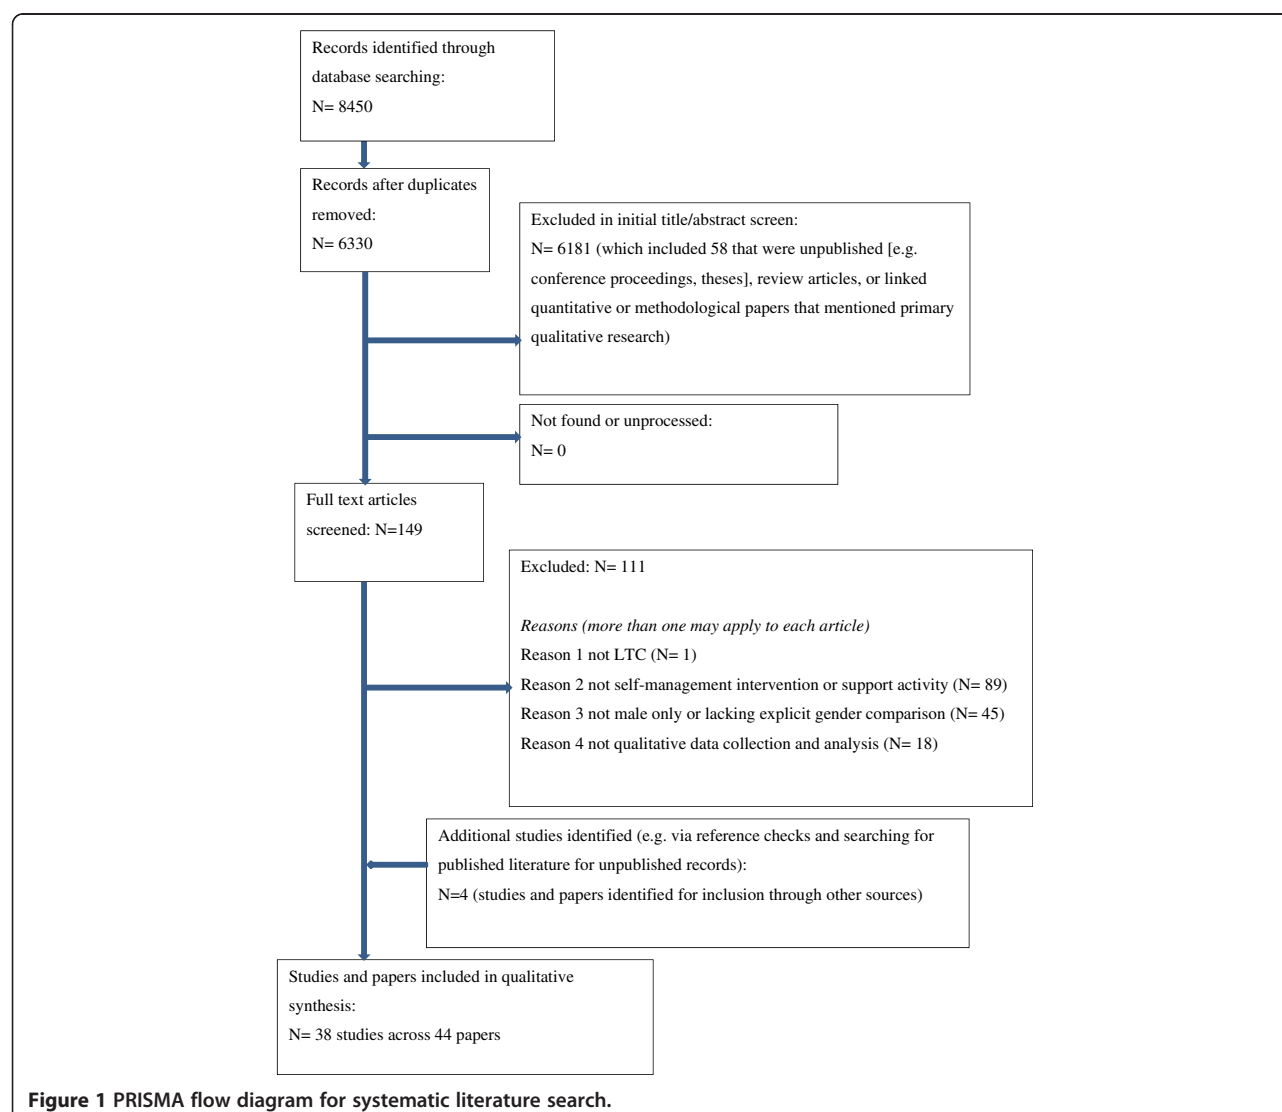 Records identified through
database searching:
N= 8450
Records after duplicates
removed:
N= 6330
Excluded in initial title/abstract screen:
N= 6181 (which included 58 that were unpublished [e.g.
conference proceedings, theses], review articles, or linked
quantitative or methodological papers that mentioned primary
qualitative research)
Not found or unprocessed:
N= 0
Full text articles
screened: N=149
Excluded: N= 111
Reasons (more than one may apply to each article)
Reason 1 not LTC (N= 1)
Reason 2 not self-management intervention or support activity (N= 89)
Reason 3 not male only or lacking explicit gender comparison (N= 45)
Reason 4 not qualitative data collection and analysis (N= 18)
Additional studies identified (e.g. via reference checks and searching for
published literature for unpublished records):
N=4 (studies and papers identified for inclusion through other sources)
Studies and papers included in qualitative
synthesis:
N= 38 studies across 44 papers
Figure 1 PRISMA flow diagram for systematic literature search.